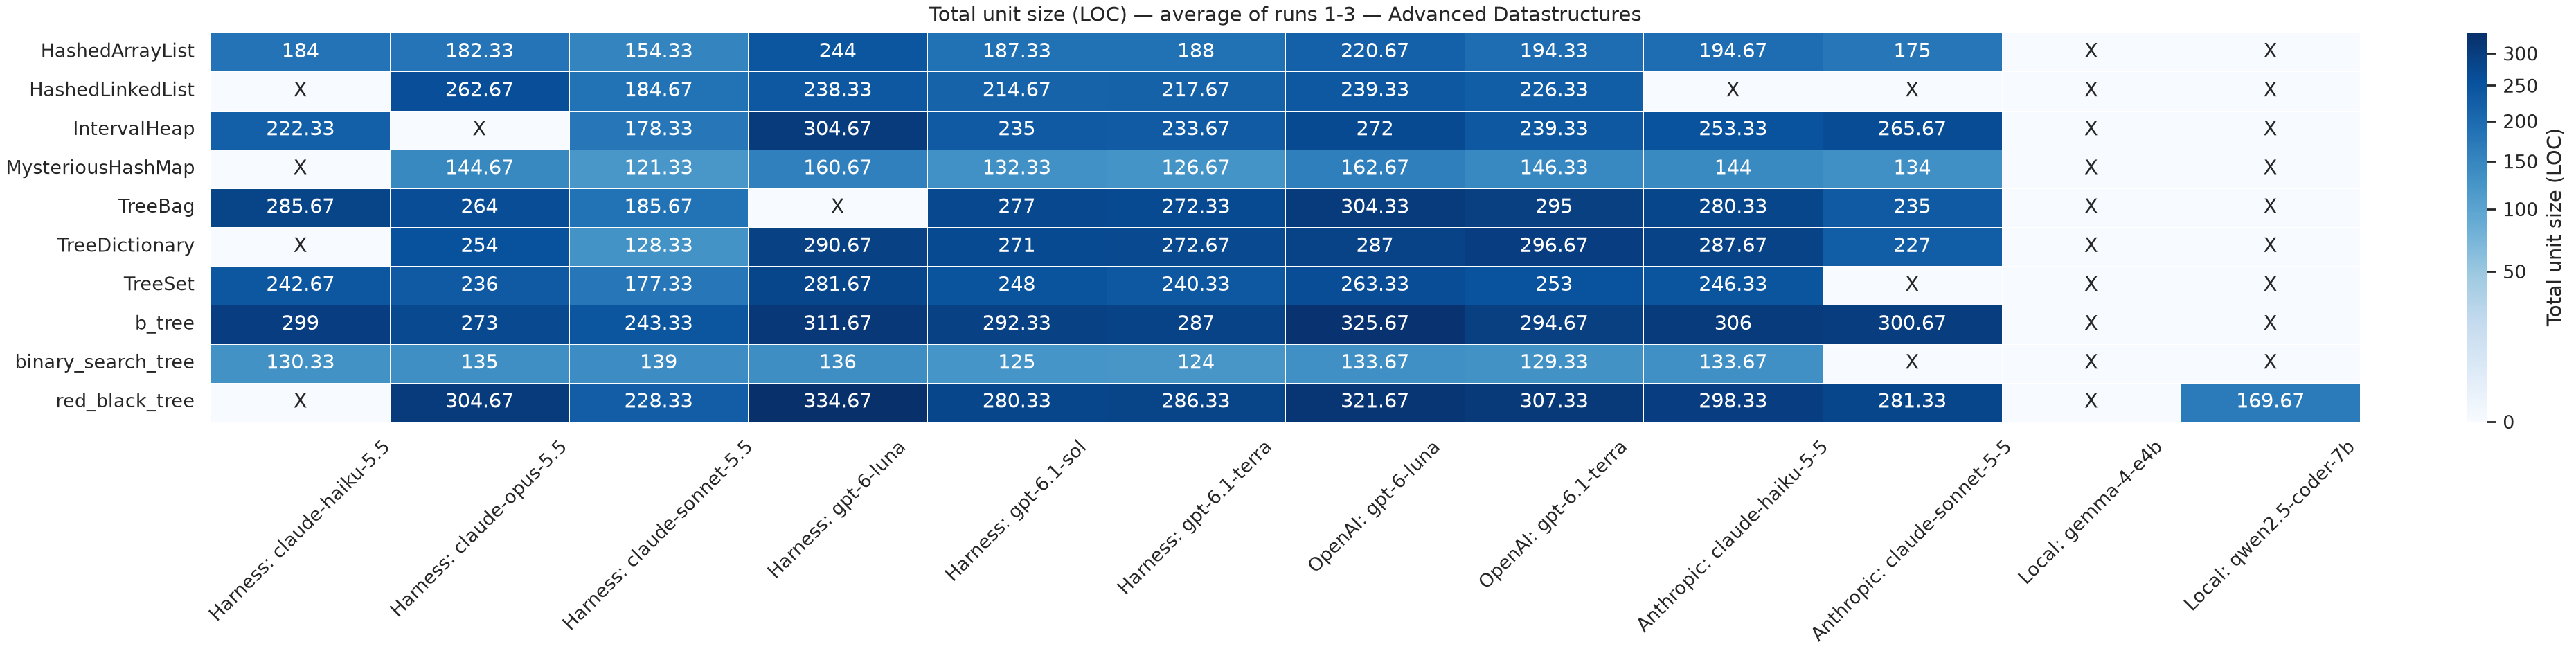 Total unit size (LOC) — average of runs 1-3 — Advanced Datastructures
HashedArrayList 184 182.33 154.33 244 187.33 188 220.67 194.33 194.67 175 X X
HashedLinkedList X 262.67 184.67 238.33 214.67 217.67 239.33 226.33 X X X X
IntervalHeap 222.33 X 178.33 304.67 235 233.67 272 239.33 253.33 265.67 X X
MysteriousHashMap X 144.67 121.33 160.67 132.33 126.67 162.67 146.33 144 134 X X
TreeBag 285.67 264 185.67 X 277 272.33 304.33 295 280.33 235 X X
TreeDictionary X 254 128.33 290.67 271 272.67 287 296.67 287.67 227 X X
TreeSet 242.67 236 177.33 281.67 248 240.33 263.33 253 246.33 X X X
b_tree 299 273 243.33 311.67 292.33 287 325.67 294.67 306 300.67 X X
binary_search_tree 130.33 135 139 136 125 124 133.67 129.33 133.67 X X X
red_black_tree X 304.67 228.33 334.67 280.33 286.33 321.67 307.33 298.33 281.33 X 169.67
Harness: claude-haiku-5.5
Harness: claude-opus-5.5
Harness: claude-sonnet-5.5
Harness: gpt-6-luna
Harness: gpt-6.1-sol
Harness: gpt-6.1-terra
OpenAI: gpt-6-luna
OpenAI: gpt-6.1-terra
Anthropic: claude-haiku-5-5
Anthropic: claude-sonnet-5-5
Local: gemma-4-e4b
Local: qwen2.5-coder-7b
300
250
200
150
100
50
0
Total unit size (LOC)